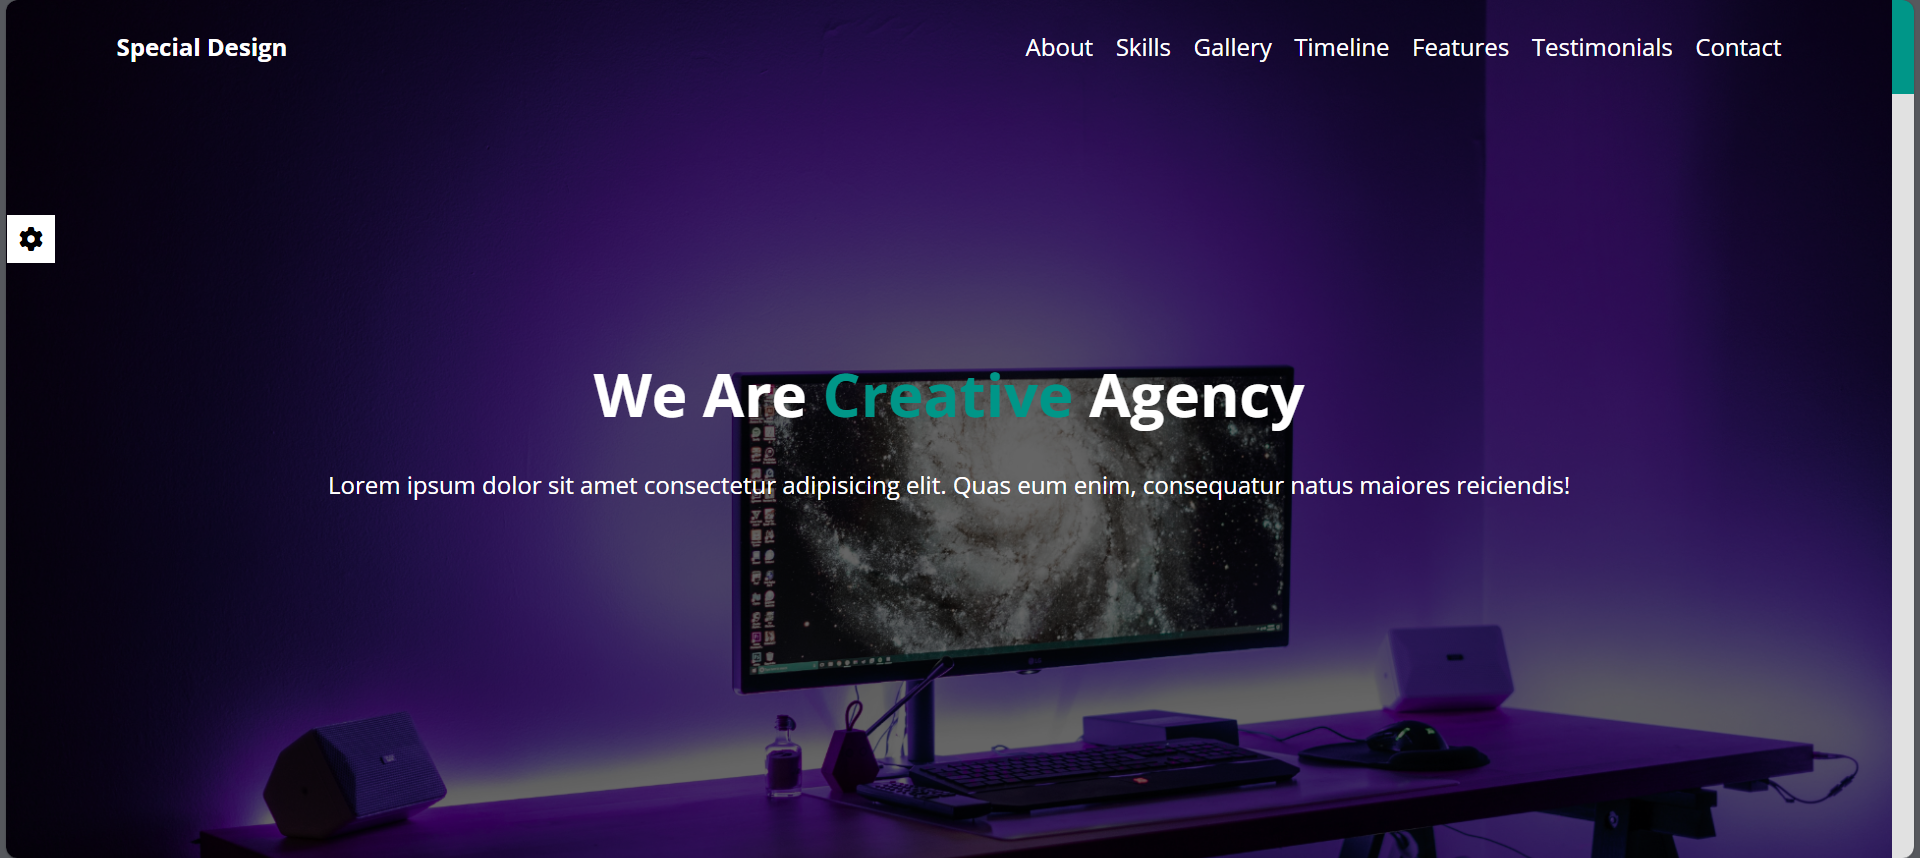 Special Design
About Skills Gallery Timeline Features Testimonials Contact
We Are Creative Agency
Lorem ipsum dolor sit amet consectetur adipisicing elit. Quas eum enim, consequatur natus maiores reiciendis!
LG